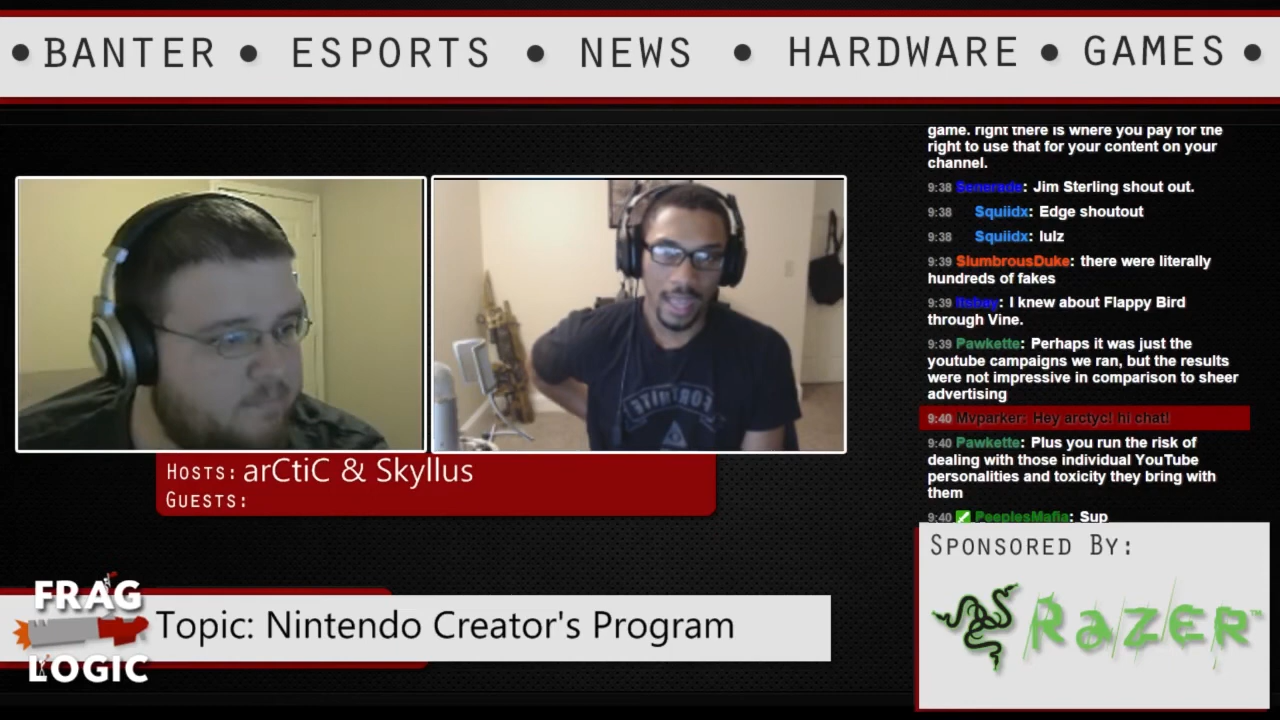 • BANTER • ESPORTS • NEWS • HARDWARE • GAMES •
game. right there is where you pay for the
right to use that for your content on your
channel.
9:38 Senerade: Jim Sterling shout out.
9:38 Squiidx: Edge shoutout
9:38 Squiidx: lulz
9:39 SlumbrousDuke: there were literally
hundreds of fakes
9:39 : I knew about Flappy Bird
through Vine.
9:39 Pawkette: Perhaps it was just the
youtube campaigns we ran, but the results
were not impressive in comparison to sheer
advertising
9:40 Mvparker: Hey arctyc! hi chat!
9:40 Pawkette: Plus you run the risk of
dealing with those individual YouTube
personalities and toxicity they bring with
them
9:40 PeeplesMafia: Sup
HOSTS: arCtiC & Skyllus
GUESTS:
FRAG
LOGIC
Topic: Nintendo Creator's Program
SPONSORED BY:
RAZER™